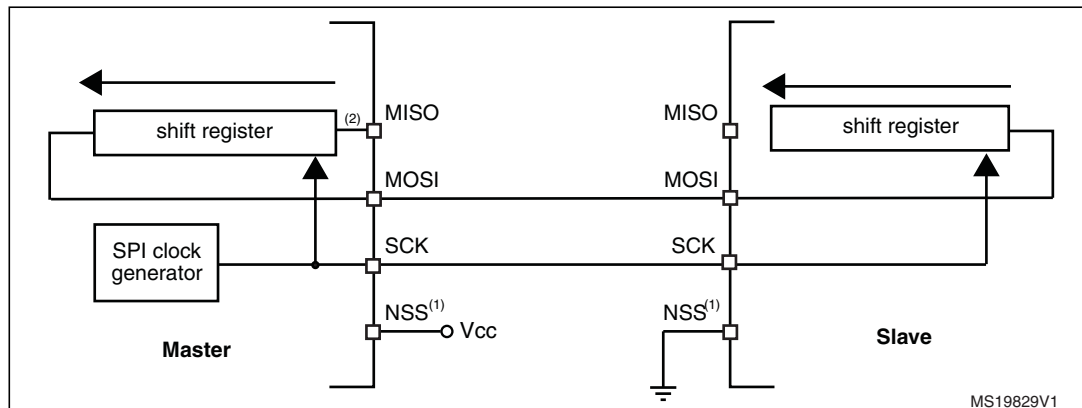 shift register
(2)
MISO
MISO
shift register
MOSI
MOSI
SPI clock
generator
SCK
SCK
NSS(1)
Vcc
NSS(1)
Master
Slave
MS19829V1